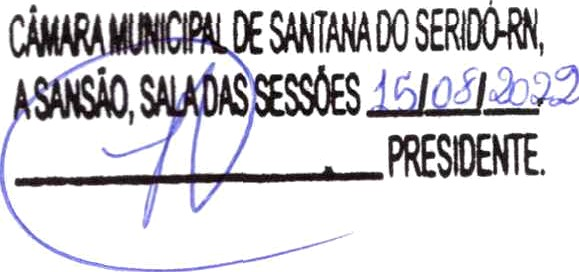 CÂMARA MUNICIPAL DE SANTANA DO SERIDÓ-RN,
A SANSÃO, SALA DAS SESSÕES 15/08/2022
PRESIDENTE.